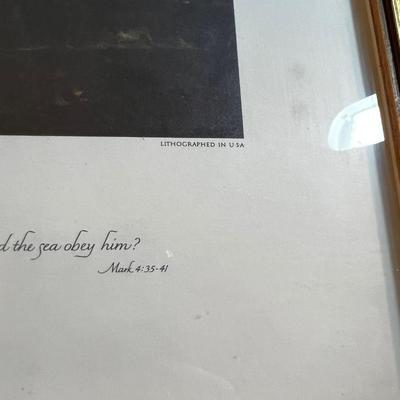 LITHOGRAPHED IN USA
d the sea obey him?
Mark 4:35-41